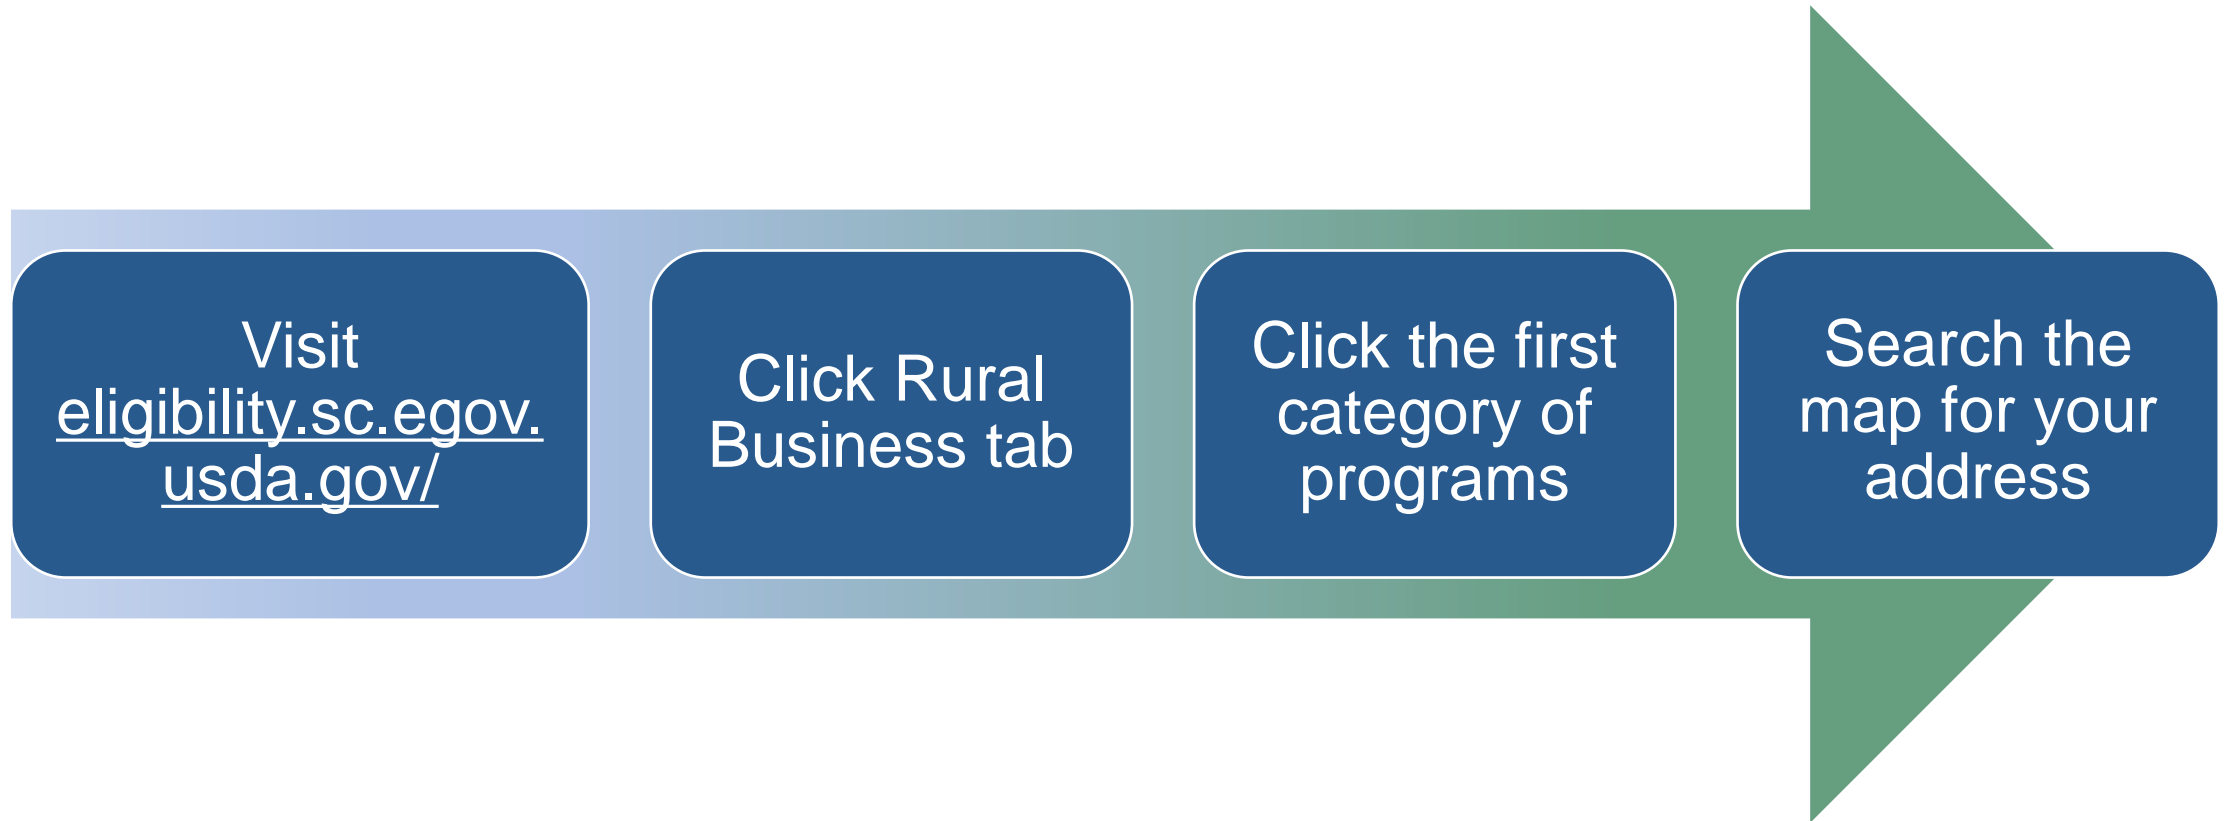 Visit
eligibility.sc.egov.
usda.gov/
Click Rural
Business tab
Click the first
category of
programs
Search the
map for your
address